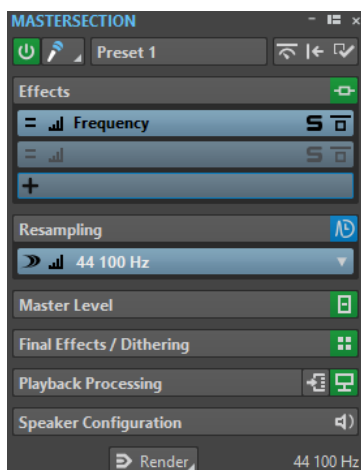 MASTERSECTION
Preset 1
Effects
Frequency S
S
Resampling
44 100 Hz
Master Level
Final Effects / Dithering
Playback Processing
Speaker Configuration
Render 44 100 Hz